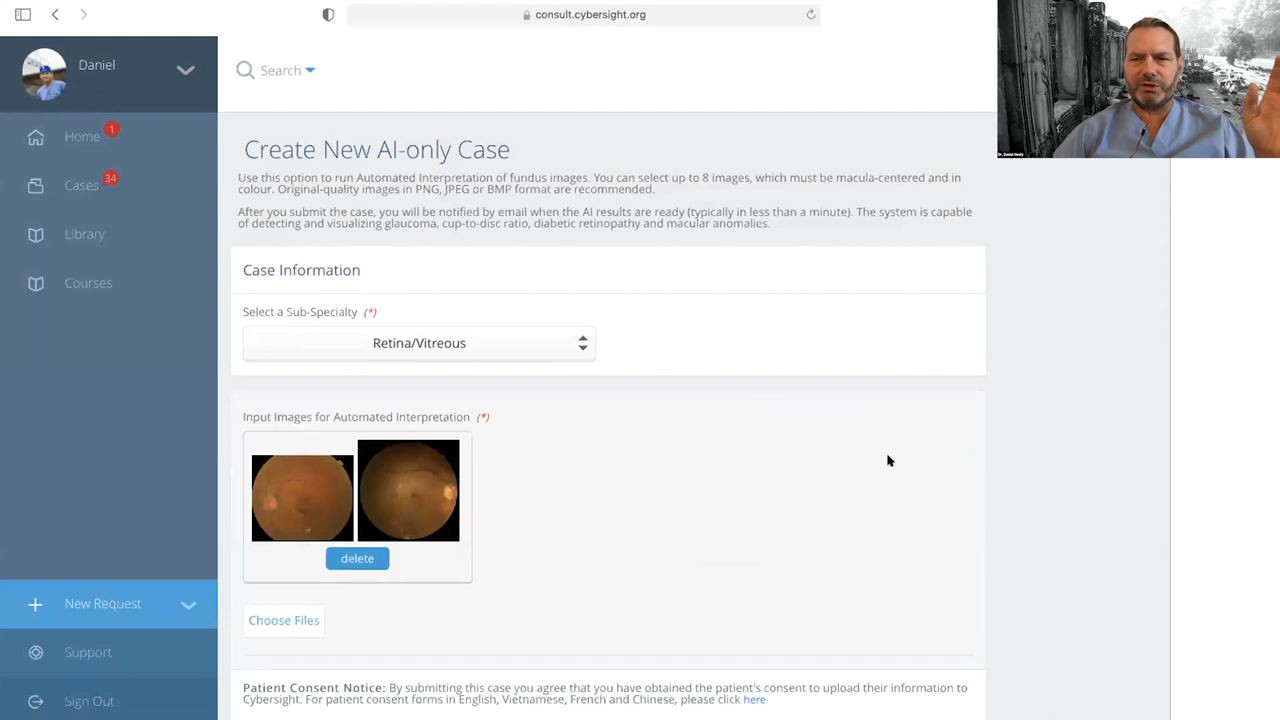 consult.cybersight.org
Daniel
Search
Home 1
Cases 34
Library
Courses
New Request
Support
Sign Out
Create New AI-only Case
Use this option to run Automated Interpretation of fundus images. You can select up to 8 images, which must be macula-centered and in
colour. Original-quality images in PNG, JPEG or BMP format are recommended.
After you submit the case, you will be notified by email when the AI results are ready (typically in less than a minute). The system is capable
of detecting and visualizing glaucoma, cup-to-disc ratio, diabetic retinopathy and macular anomalies.
Case Information
Select a Sub-Specialty (*)
Retina/Vitreous
Input Images for Automated Interpretation (*)
delete
Choose Files
Patient Consent Notice: By submitting this case you agree that you have obtained the patient's consent to upload their information to
Cybersight. For patient consent forms in English, Vietnamese, French and Chinese, please click here